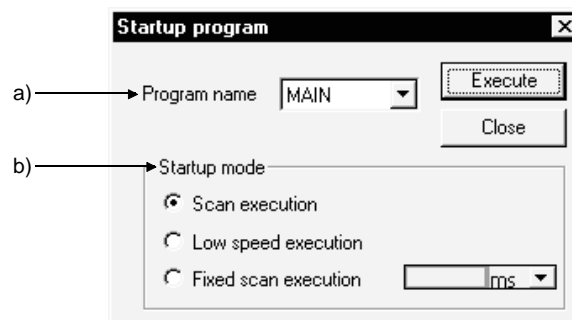 Startup program
a) Program name MAIN Execute
Close
b) Startup mode
Scan execution
Low speed execution
Fixed scan execution ms